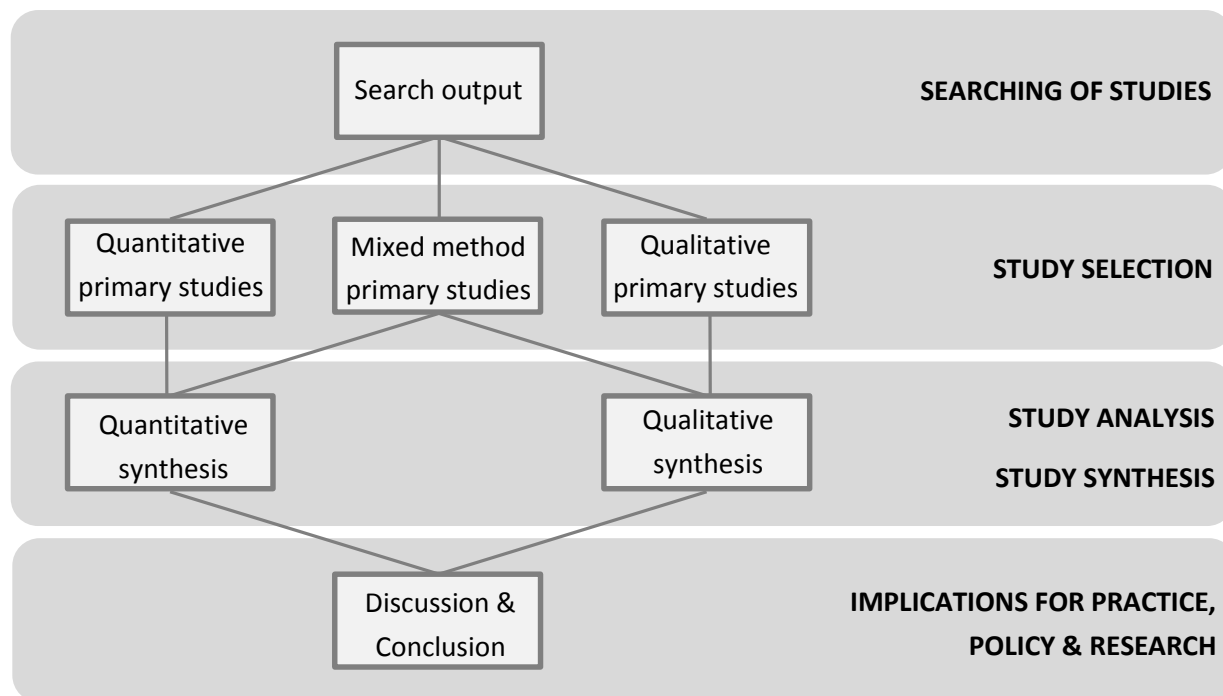 Search output
SEARCHING OF STUDIES
Quantitative
primary studies
Mixed method
primary studies
Qualitative
primary studies
STUDY SELECTION
Quantitative
synthesis
Qualitative
synthesis
STUDY ANALYSIS
STUDY SYNTHESIS
Discussion &
Conclusion
IMPLICATIONS FOR PRACTICE,
POLICY & RESEARCH